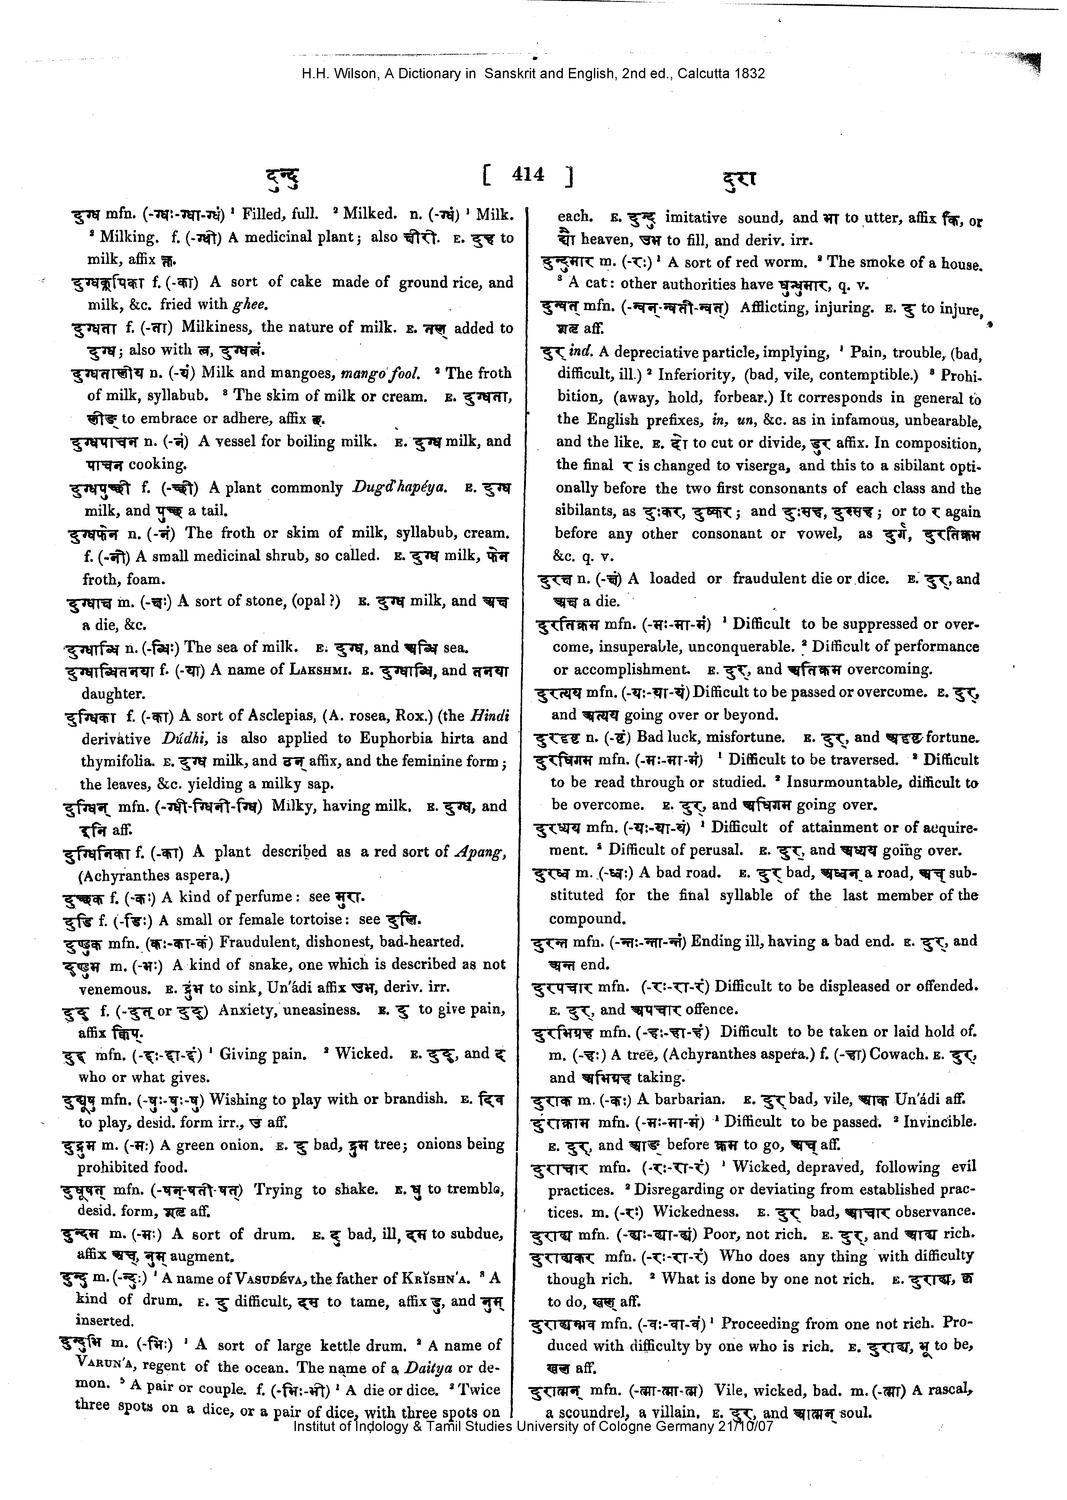 H.H. Wilson, A Dictionary in Sanskrit and English, 2nd ed., Calcutta 1832
दुन्दु [ 414 ] दुरा
दुग्ध mfn. (-ग्धः-ग्धा-ग्धं) ¹ Filled, full. ² Milked. n. (-ग्धं) ¹ Milk.
² Milking. f. (-ग्धी) A medicinal plant; also चीरी. E. दुह to
milk, affix क्त.
दुग्धकूपिका f. (-का) A sort of cake made of ground rice, and
milk, &c. fried with ghee.
दुग्धता f. (-ता) Milkiness, the nature of milk. E. तल् added to
दुग्ध; also with त्व, दुग्धत्वं.
दुग्धतालीय n. (-यं) Milk and mangoes, mango fool. ² The froth
of milk, syllabub. ³ The skim of milk or cream. E. दुग्धता,
लीङ् to embrace or adhere, affix
दुग्धपाचन n. (-नं) A vessel for boiling milk. E. दुग्ध milk, and
पाचन cooking.
दुग्धपुच्छी f. (-च्छी) A plant commonly Dugd'hapéya. E. दुग्ध
milk, and पुच्छ a tail.
दुग्धफेन n. (-नं) The froth or skim of milk, syllabub, cream.
f. (-नी) A small medicinal shrub, so called. E. दुग्ध milk, फेन
froth, foam.
दुग्धाच m. (-चः) A sort of stone, (opal ?) E. दुग्ध milk, and अच
a die, &c.
दुग्धाब्धि n. (-ब्धिः) The sea of milk. E. दुग्ध, and अब्धि sea.
दुग्धाब्धितनया f. (-या) A name of LAKSHMI. E. दुग्धाब्धि, and तनया
daughter.
दुग्धिका f. (-का) A sort of Asclepias, (A. rosea, Rox.) (the Hindi
derivative Dúdhi, is also applied to Euphorbia hirta and
thymifolia. E. दुग्ध milk, and ठन् affix, and the feminine form;
the leaves, &c. yielding a milky sap.
दुग्धिन् mfn. (-ग्धी-ग्धिनी-ग्धि) Milky, having milk. E. दुग्ध, and
इनि aff.
दुग्धिनिका f. (-का) A plant described as a red sort of Apang,
(Achyranthes aspera.)
दुच्छक f. (-कः) A kind of perfume: see मुरा.
दुडि f. (-डिः) A small or female tortoise: see दुलि.
दुण्डुक mfn. (कः-का-कं) Fraudulent, dishonest, bad-hearted.
दुण्डुभ m. (-भः) A kind of snake, one which is described as not
venemous. E. to sink, Un'ádi affix उभ, deriv. irr.
दुद् f. (-दुत् or दुद्) Anxiety, uneasiness. E. दु to give pain,
affix क्विप्.
दुद्द mfn. (-द्दः-द्दा-द्दं) ¹ Giving pain. ² Wicked. E. दुद्, and द
who or what gives.
दुद्यूषु mfn. (-षुः-षुः-षु) Wishing to play with or brandish. E. दिव
to play, desid. form irr., उ aff.
दुद्रुम m. (-मः) A green onion. E. दु bad, द्रुम tree; onions being
prohibited food.
दुधूषत् mfn. (-षन्-षती-षत्) Trying to shake. E. धु to tremble,
desid. form, शतृ aff.
दुन्दम m. (-मः) A sort of drum. E. दु bad, ill, दम to subdue,
affix अच्, नुम् augment.
दुन्दु m. (-न्दुः) ¹ A name of VASUDÉVA, the father of KRĬSHN'A. ² A
kind of drum. E. दु difficult, दम to tame, affix डु, and नुम्
inserted.
दुन्दुभि m. (-भिः) ¹ A sort of large kettle drum. ² A name of
VARUN'A, regent of the ocean. The name of a Daitya or de-
mon. ⁵ A pair or couple. f. (-भिः-भी) ¹ A die or dice. ² Twice
three spots on a dice, or a pair of dice, with three spots on
each. E. दुन्दु imitative sound, and भा to utter, affix कि, or
द्यौ heaven, उभ to fill, and deriv. irr.
दुन्दुमार m. (-रः) ¹ A sort of red worm. ² The smoke of a house.
³ A cat: other authorities have धुन्धुमार, q. v.
दुन्वत् mfn. (-न्वन्-न्वती-न्वत्) Afflicting, injuring. E. दु to injure,
शतृ aff.
दुर् ind. A depreciative particle, implying, ¹ Pain, trouble, (bad,
difficult, ill.) ² Inferiority, (bad, vile, contemptible.) ³ Prohi-
bition, (away, hold, forbear.) It corresponds in general to
the English prefixes, in, un, &c. as in infamous, unbearable,
and the like. E. दो to cut or divide, डुर् affix. In composition,
the final र is changed to viserga, and this to a sibilant opti-
onally before the two first consonants of each class and the
sibilants, as दुःकर, दुष्कर; and दुःसह, दुस्सह; or to र again
before any other consonant or vowel, as दुर्ग, दुरतिक्रम
&c. q. v.
दुरच n. (-चं) A loaded or fraudulent die or dice. E. दुर्, and
अच a die.
दुरतिक्रम mfn. (-मः-मा-मं) ¹ Difficult to be suppressed or over-
come, insuperable, unconquerable. ² Difficult of performance
or accomplishment. E. दुर्, and अतिक्रम overcoming.
दुरत्यय mfn. (-यः-या-यं) Difficult to be passed or overcome. E. दुर्,
and अत्यय going over or beyond.
दुरदृष्ट n. (-ष्टं) Bad luck, misfortune. E. दुर्, and अदृष्ट fortune.
दुरधिगम mfn. (-मः-मा-मं) ¹ Difficult to be traversed. ² Difficult
to be read through or studied. ² Insurmountable, difficult to
be overcome. E. दुर्, and अधिगम going over.
दुरध्यय mfn. (-यः-या-यं) ¹ Difficult of attainment or of acquire-
ment. ² Difficult of perusal. E. दुर्, and अध्यय going over.
दुरध्व m. (-ध्वः) A bad road. E. दुर् bad, अध्वन् a road, अच् sub-
stituted for the final syllable of the last member of the
compound.
दुरन्त mfn. (-न्तः-न्ता-न्तं) Ending ill, having a bad end. E. दुर्, and
अन्त end.
दुरपचार mfn. (-रः-रा-रं) Difficult to be displeased or offended.
E. दुर्, and अपचार offence.
दुरभिग्रह mfn. (-हः-हा-हं) Difficult to be taken or laid hold of.
m. (-हः) A tree, (Achyranthes aspera.) f. (-हा) Cowach. E. दुर्,
and अभिग्रह taking.
दुराक m. (-कः) A barbarian. E. दुर् bad, vile, आक Un'ádi aff.
दुराक्रम mfn. (-मः-मा-मं) ¹ Difficult to be passed. ² Invincible.
E. दुर्, and आङ् before क्रम to go, अच् aff.
दुराचार mfn. (-रः-रा-रं) ¹ Wicked, depraved, following evil
practices. ² Disregarding or deviating from established prac-
tices. m. (-रः) Wickedness. E. दुर् bad, आचार observance.
दुराढ्य mfn. (-ढ्यः-ढ्या-ढ्यं) Poor, not rich. E. दुर्, and आढ्य rich.
दुराढ्यकर mfn. (-रः-रा-रं) Who does any thing with difficulty
though rich. ² What is done by one not rich. E. दुराढ्य, कृ
to do, खल् aff.
दुराढ्यम्भव mfn. (-वः-वा-वं) ¹ Proceeding from one not rich. Pro-
duced with difficulty by one who is rich. E. दुराढ्य, भू to be,
खल् aff.
दुरात्मन् mfn. (-त्मा-त्मा-त्म) Vile, wicked, bad. m. (-त्मा) A rascal,
a scoundrel, a villain. E. दुर्, and आत्मन् soul.
Institut of Indology & Tamil Studies University of Cologne Germany 21/10/07